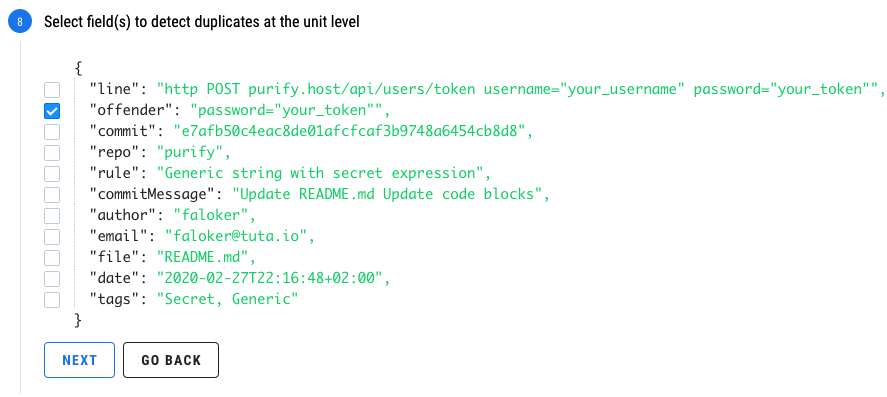 8 Select field(s) to detect duplicates at the unit level
{
"line": "http POST purify.host/api/users/token username="your_username" password="your_token"",
"offender": "password="your_token"",
"commit": "e7afb50c4eac8de01afcfcaf3b9748a6454cb8d8",
"repo": "purify",
"rule": "Generic string with secret expression",
"commitMessage": "Update README.md Update code blocks",
"author": "faloker",
"email": "faloker@tuta.io",
"file": "README.md",
"date": "2020-02-27T22:16:48+02:00",
"tags": "Secret, Generic"
}
NEXT GO BACK